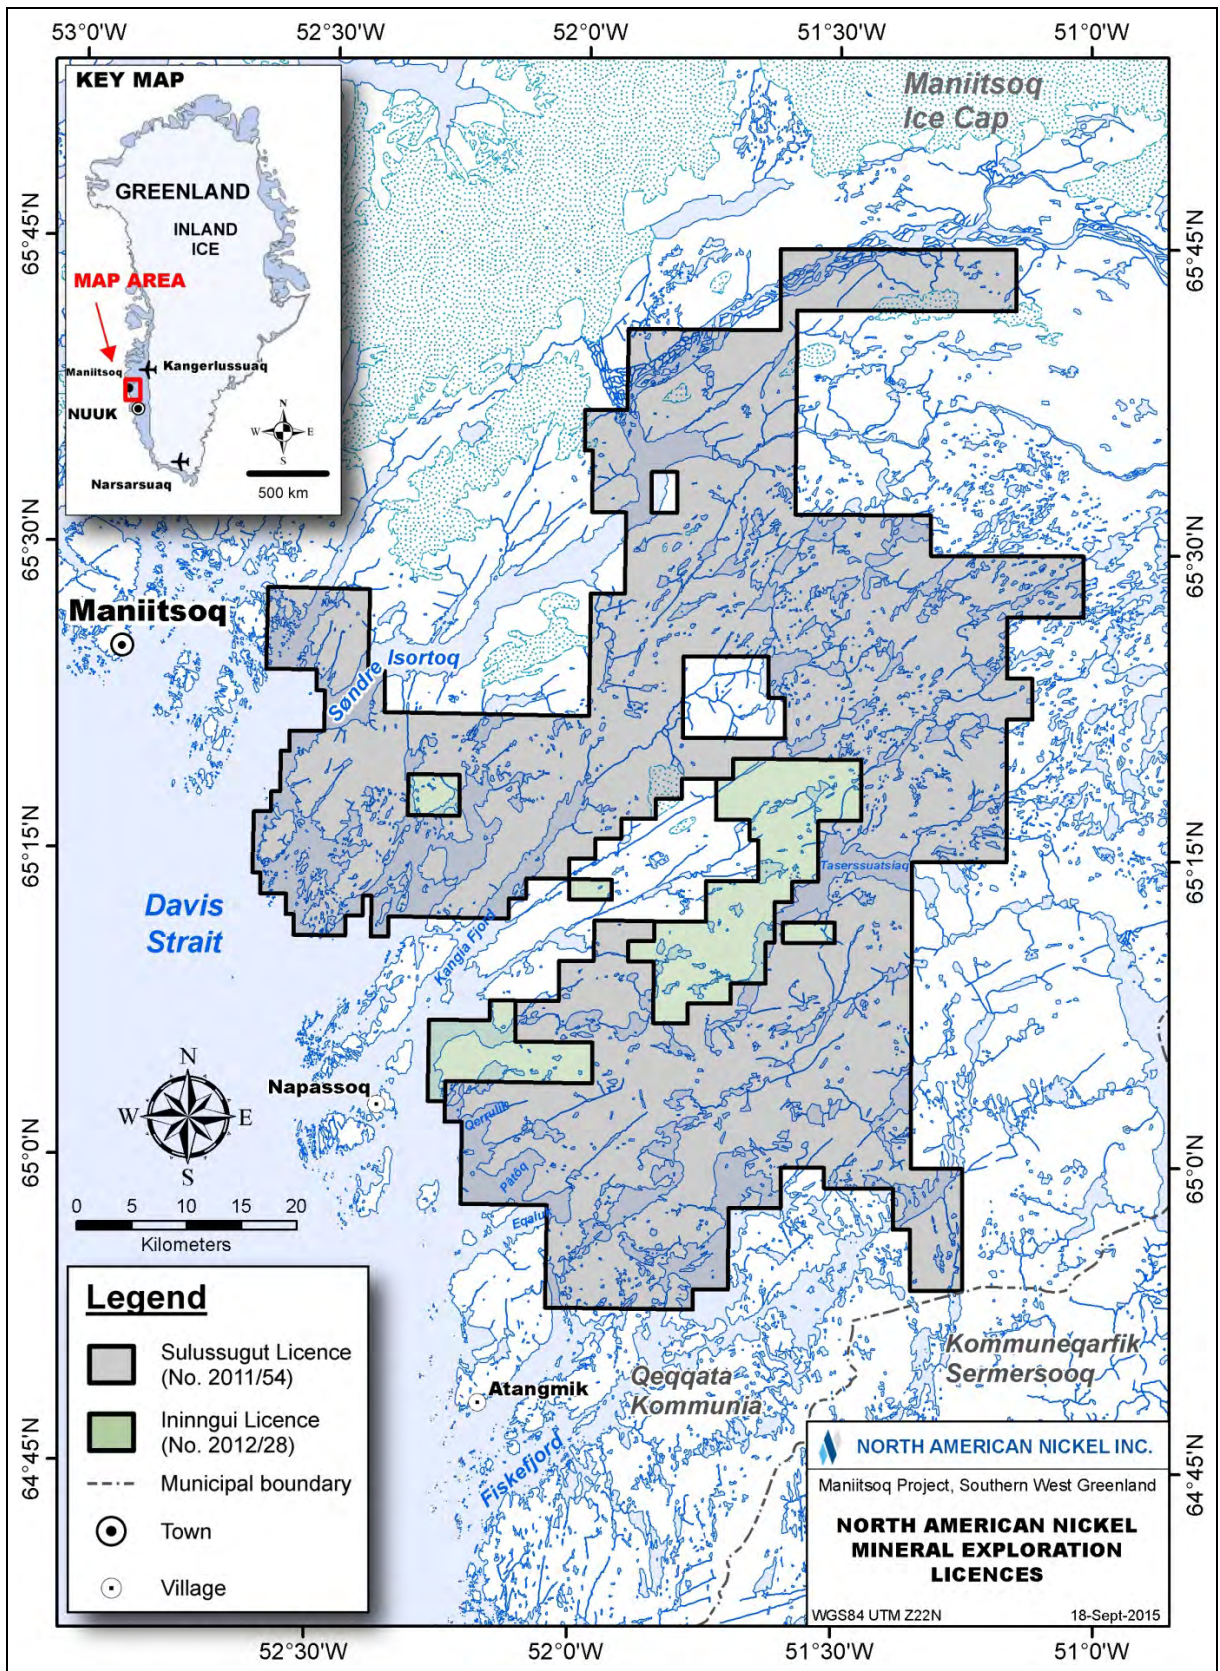 53°0'W
52°30'W
52°0'W
51°30'W
51°0'W
KEY MAP
GREENLAND
INLAND
ICE
MAP AREA
Maniitsoq
Kangerlussuaq
NUUK
N
W
E
S
Narsarsuaq
500 km
Maniitsoq
Ice Cap
65°45'N
65°45'N
65°30'N
65°30'N
Maniitsoq
Søndre Isortoq
65°15'N
65°15'N
Taserssuatsiaq
Davis
Strait
Kangia Fjord
N
W
E
S
Napassoq
Qerrulik
65°0'N
65°0'N
Pâtôq
Eqaluk
0 5 10 20
Kilometers
Legend
Sulussugut Licence
(No. 2011/54)
Ininngui Licence
(No. 2012/28)
Municipal boundary
Town
Village
Atangmik
Fiskefjord
Qeqqata
Kommunia
Kommuneqarfik
Sermersooq
64°45'N
64°45'N
NORTH AMERICAN NICKEL INC.
Maniitsoq Project, Southern West Greenland
NORTH AMERICAN NICKEL
MINERAL EXPLORATION
LICENCES
WGS84 UTM Z22N
18-Sept-2015
52°30'W
52°0'W
51°30'W
51°0'W